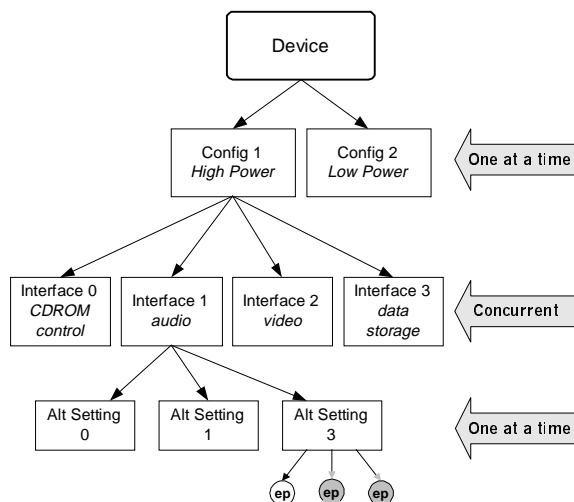 Device
Config 1
High Power
Config 2
Low Power
One at a time
Interface 0
CDROM
control
Interface 1
audio
Interface 2
video
Interface 3
data
storage
Concurrent
Alt Setting
0
Alt Setting
1
Alt Setting
3
One at a time
ep
ep
ep